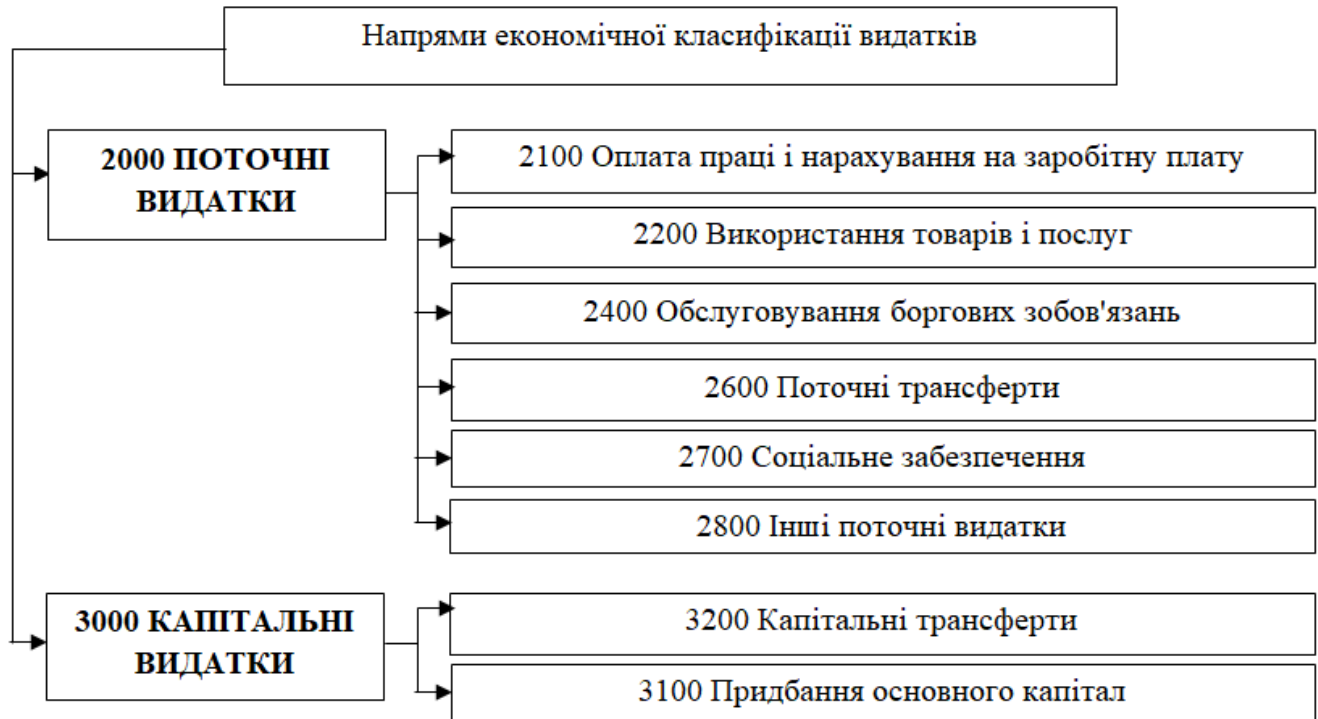 Напрями економічної класифікації видатків
2000 ПОТОЧНІ
ВИДАТКИ
2100 Оплата праці і нарахування на заробітну плату
2200 Використання товарів і послуг
2400 Обслуговування боргових зобов'язань
2600 Поточні трансферти
2700 Соціальне забезпечення
2800 Інші поточні видатки
3000 КАПІТАЛЬНІ
ВИДАТКИ
3200 Капітальні трансферти
3100 Придбання основного капітал